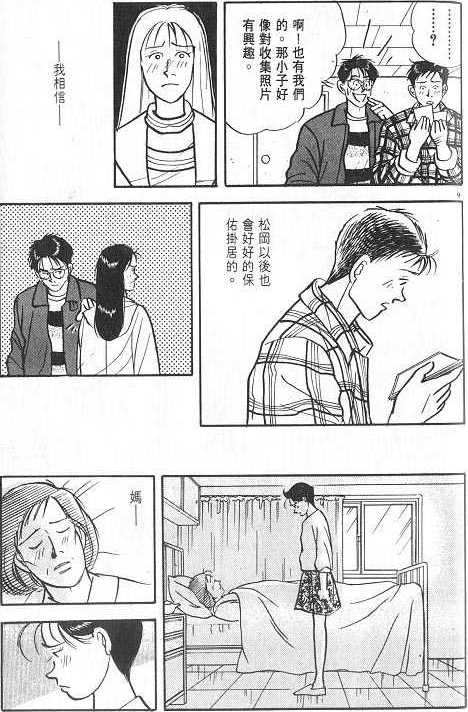 ……
……?
啊！也有我們
的。那小子好
像對收集照片
有興趣。
——我相信——
9
松岡以後也
會好好的保
佑掛居的。
媽—